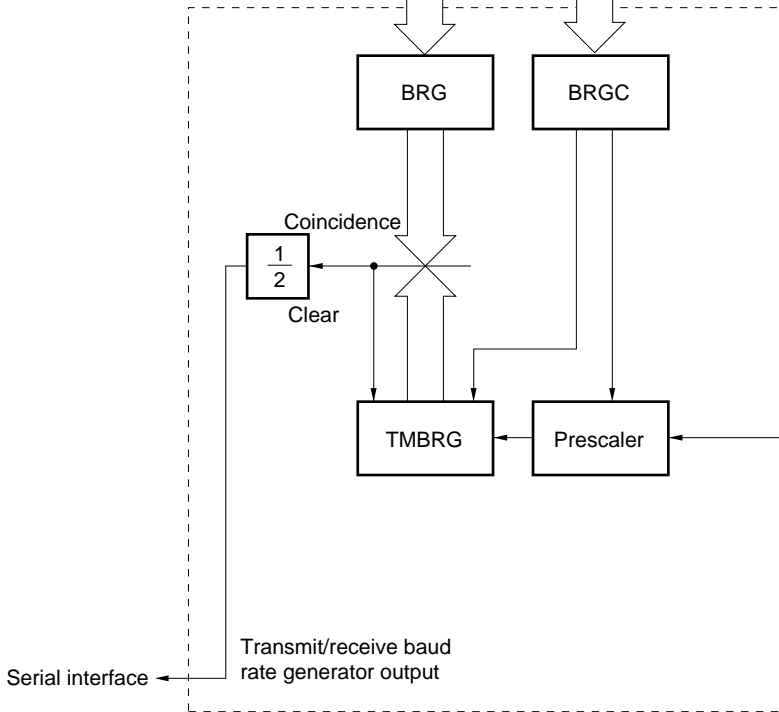 BRG
BRGC
Coincidence
1
2
Clear
TMBRG
Prescaler
Transmit/receive baud
rate generator output
Serial interface